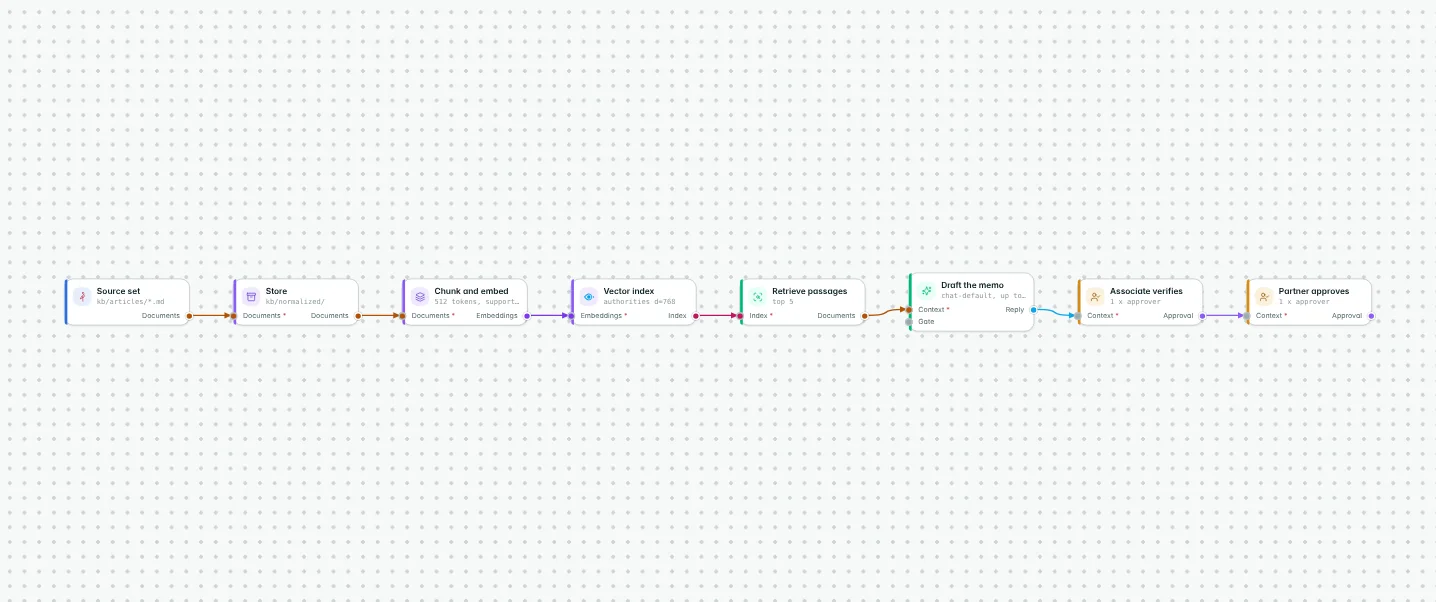 Source set
kb/articles/*.md
Documents
Store
kb/normalized/
Documents * Documents
Chunk and embed
512 tokens, support…
Documents * Embeddings
Vector index
authorities d=768
Embeddings * Index
Retrieve passages
top 5
Index * Documents
Draft the memo
chat-default, up to…
Context * Reply
Gate
Associate verifies
1 x approver
Context * Approval
Partner approves
1 x approver
Context * Approval